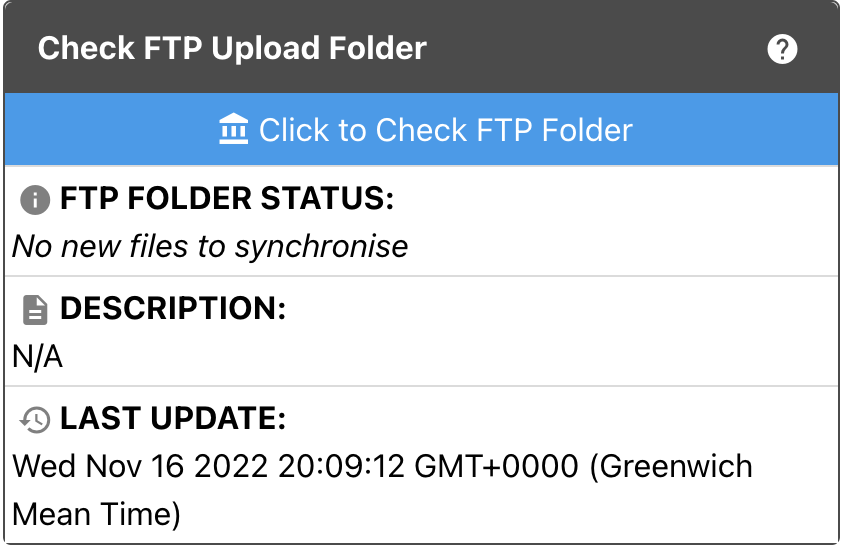 Check FTP Upload Folder
Click to Check FTP Folder
FTP FOLDER STATUS:
No new files to synchronise
DESCRIPTION:
N/A
LAST UPDATE:
Wed Nov 16 2022 20:09:12 GMT+0000 (Greenwich
Mean Time)